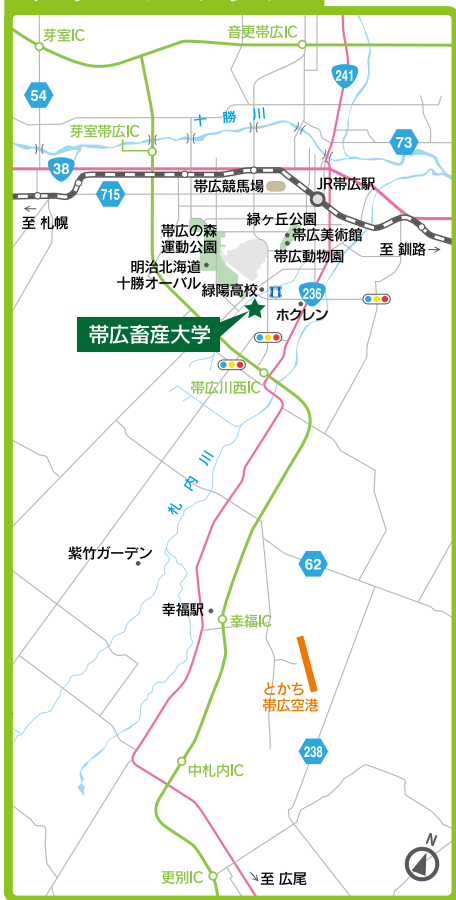 芽室IC
音更帯広IC
241
54
十勝川
芽室帯広IC
73
38
715
帯広競馬場
JR帯広駅
至 札幌
緑ヶ丘公園
帯広の森
運動公園
帯広美術館
至 釧路
帯広動物園
明治北海道
十勝オーバル
緑陽高校
236
ホクレン
帯広畜産大学
帯広川西IC
札内川
紫竹ガーデン
62
幸福駅
幸福IC
とかち
帯広空港
238
中札内IC
N
更別IC
至 広尾